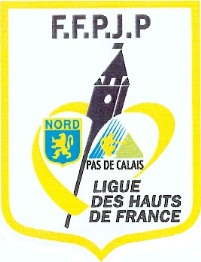 F.F.P.J.P
NORD
PAS DE CALAIS
LIGUE
DES HAUTS
DE FRANCE